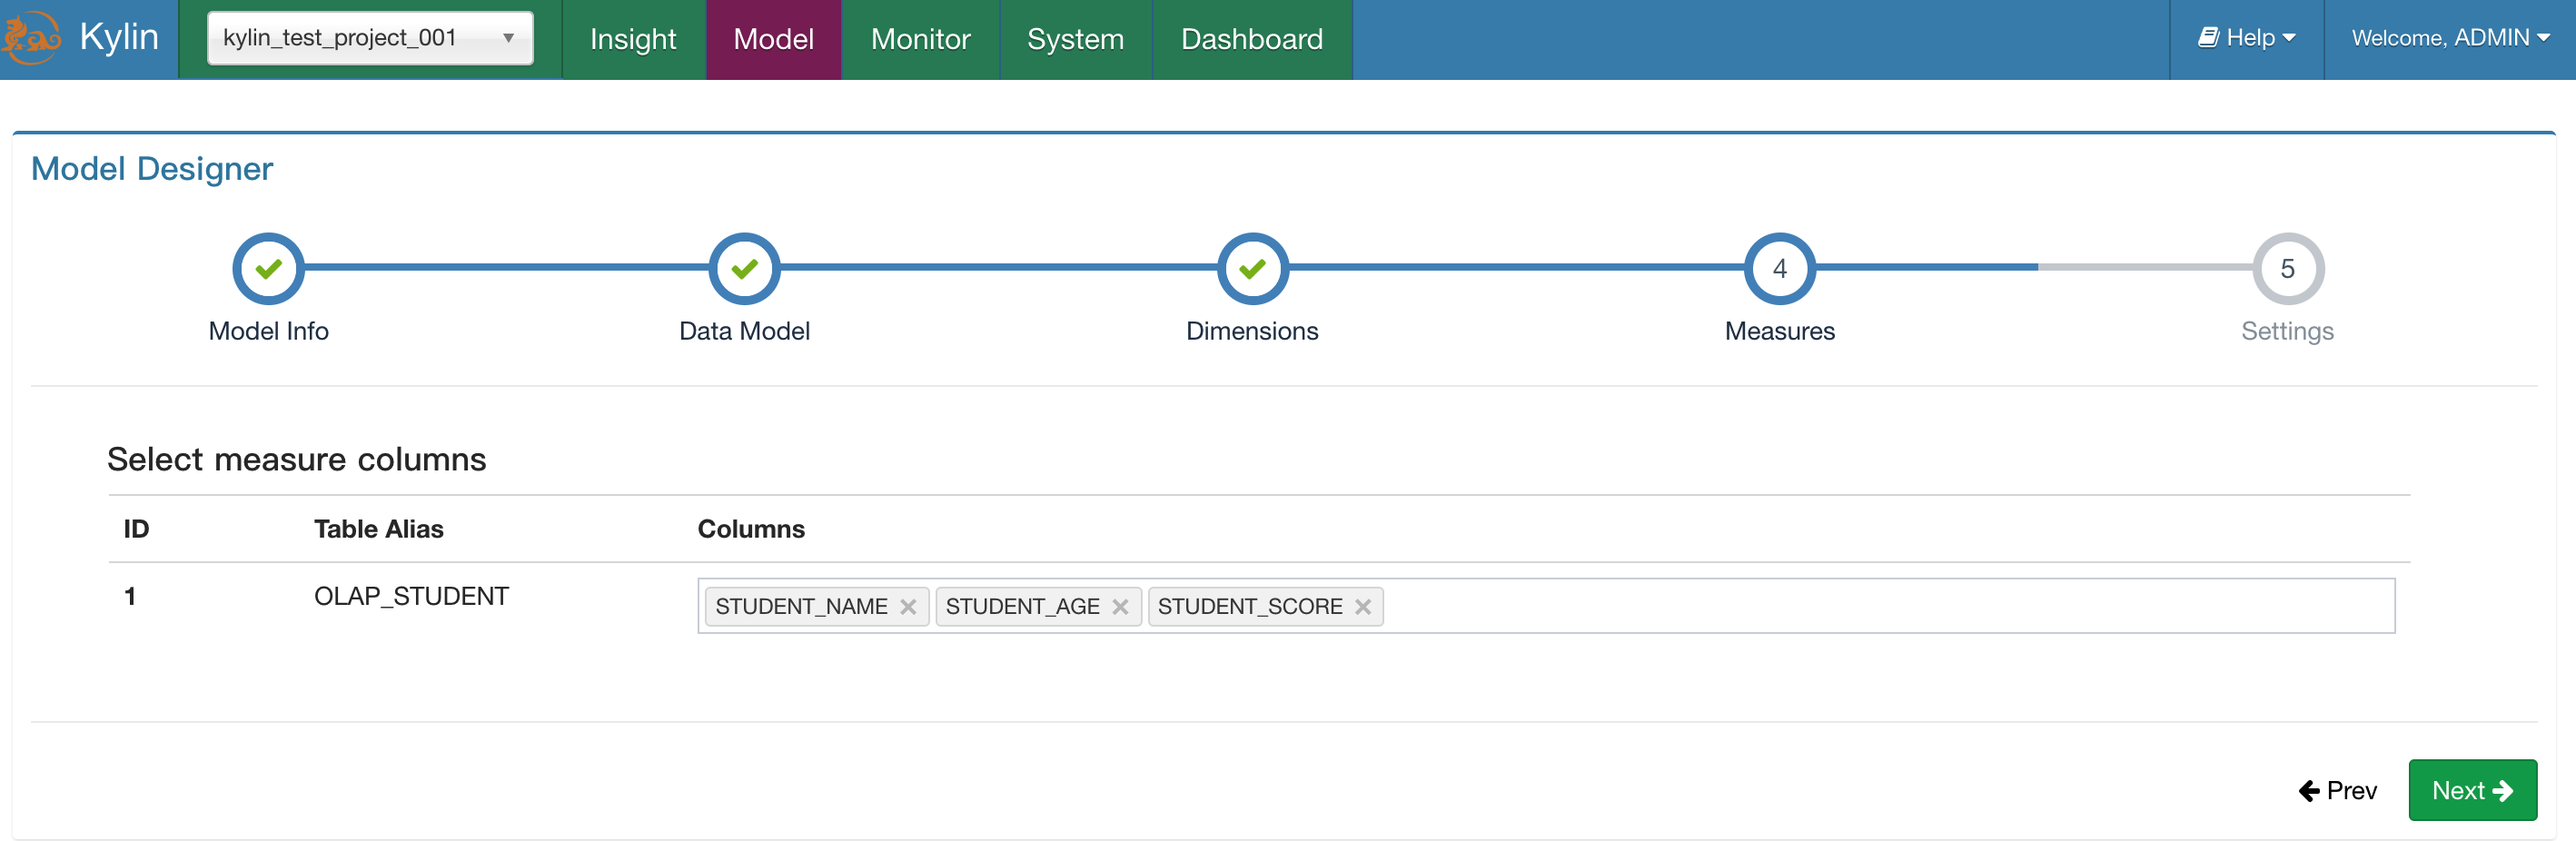 Kylin kylin_test_project_001 Insight Model Monitor System Dashboard Help Welcome, ADMIN
Model Designer
4 5
Model Info Data Model Dimensions Measures Settings
Select measure columns
ID Table Alias Columns
1 OLAP_STUDENT STUDENT_NAME STUDENT_AGE STUDENT_SCORE
Prev Next